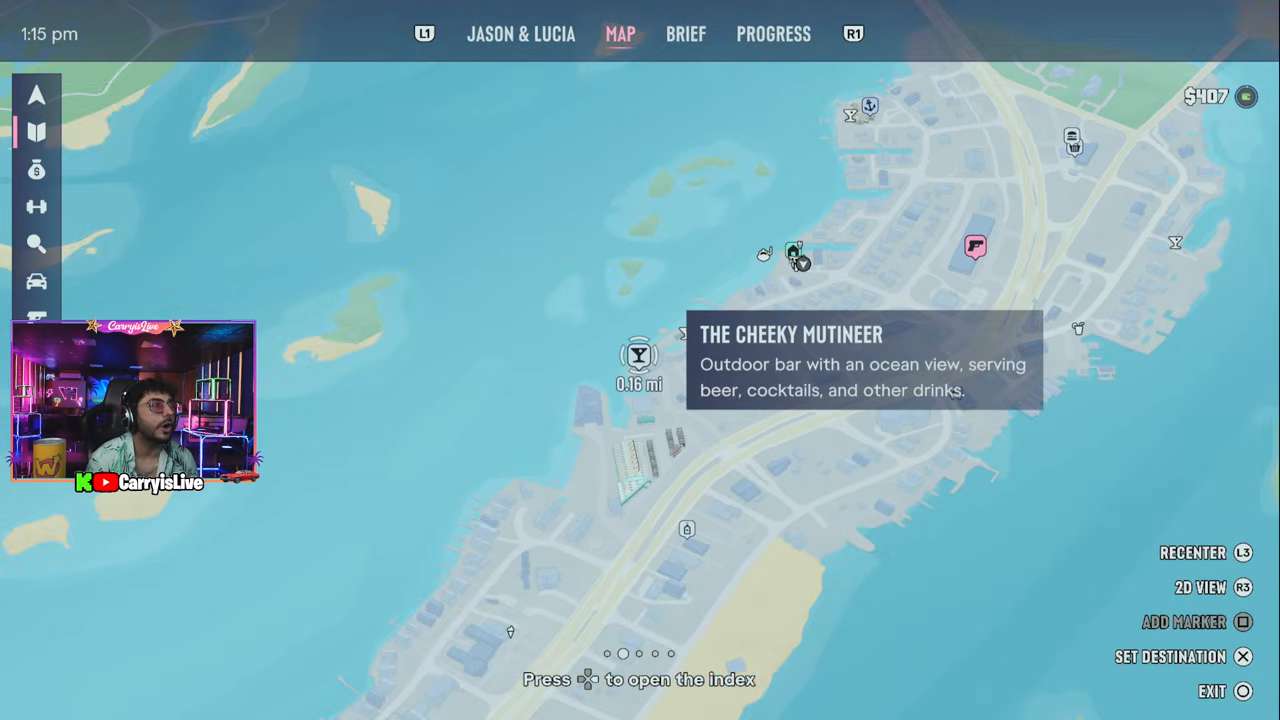 1:15 pm
L1 JASON & LUCIA MAP BRIEF PROGRESS R1
$407
THE CHEEKY MUTINEER
Outdoor bar with an ocean view, serving
beer, cocktails, and other drinks.
0.16 mi
CarryisLive
K CarryisLive
RECENTER L3
2D VIEW R3
ADD MARKER
SET DESTINATION
EXIT
Press to open the index